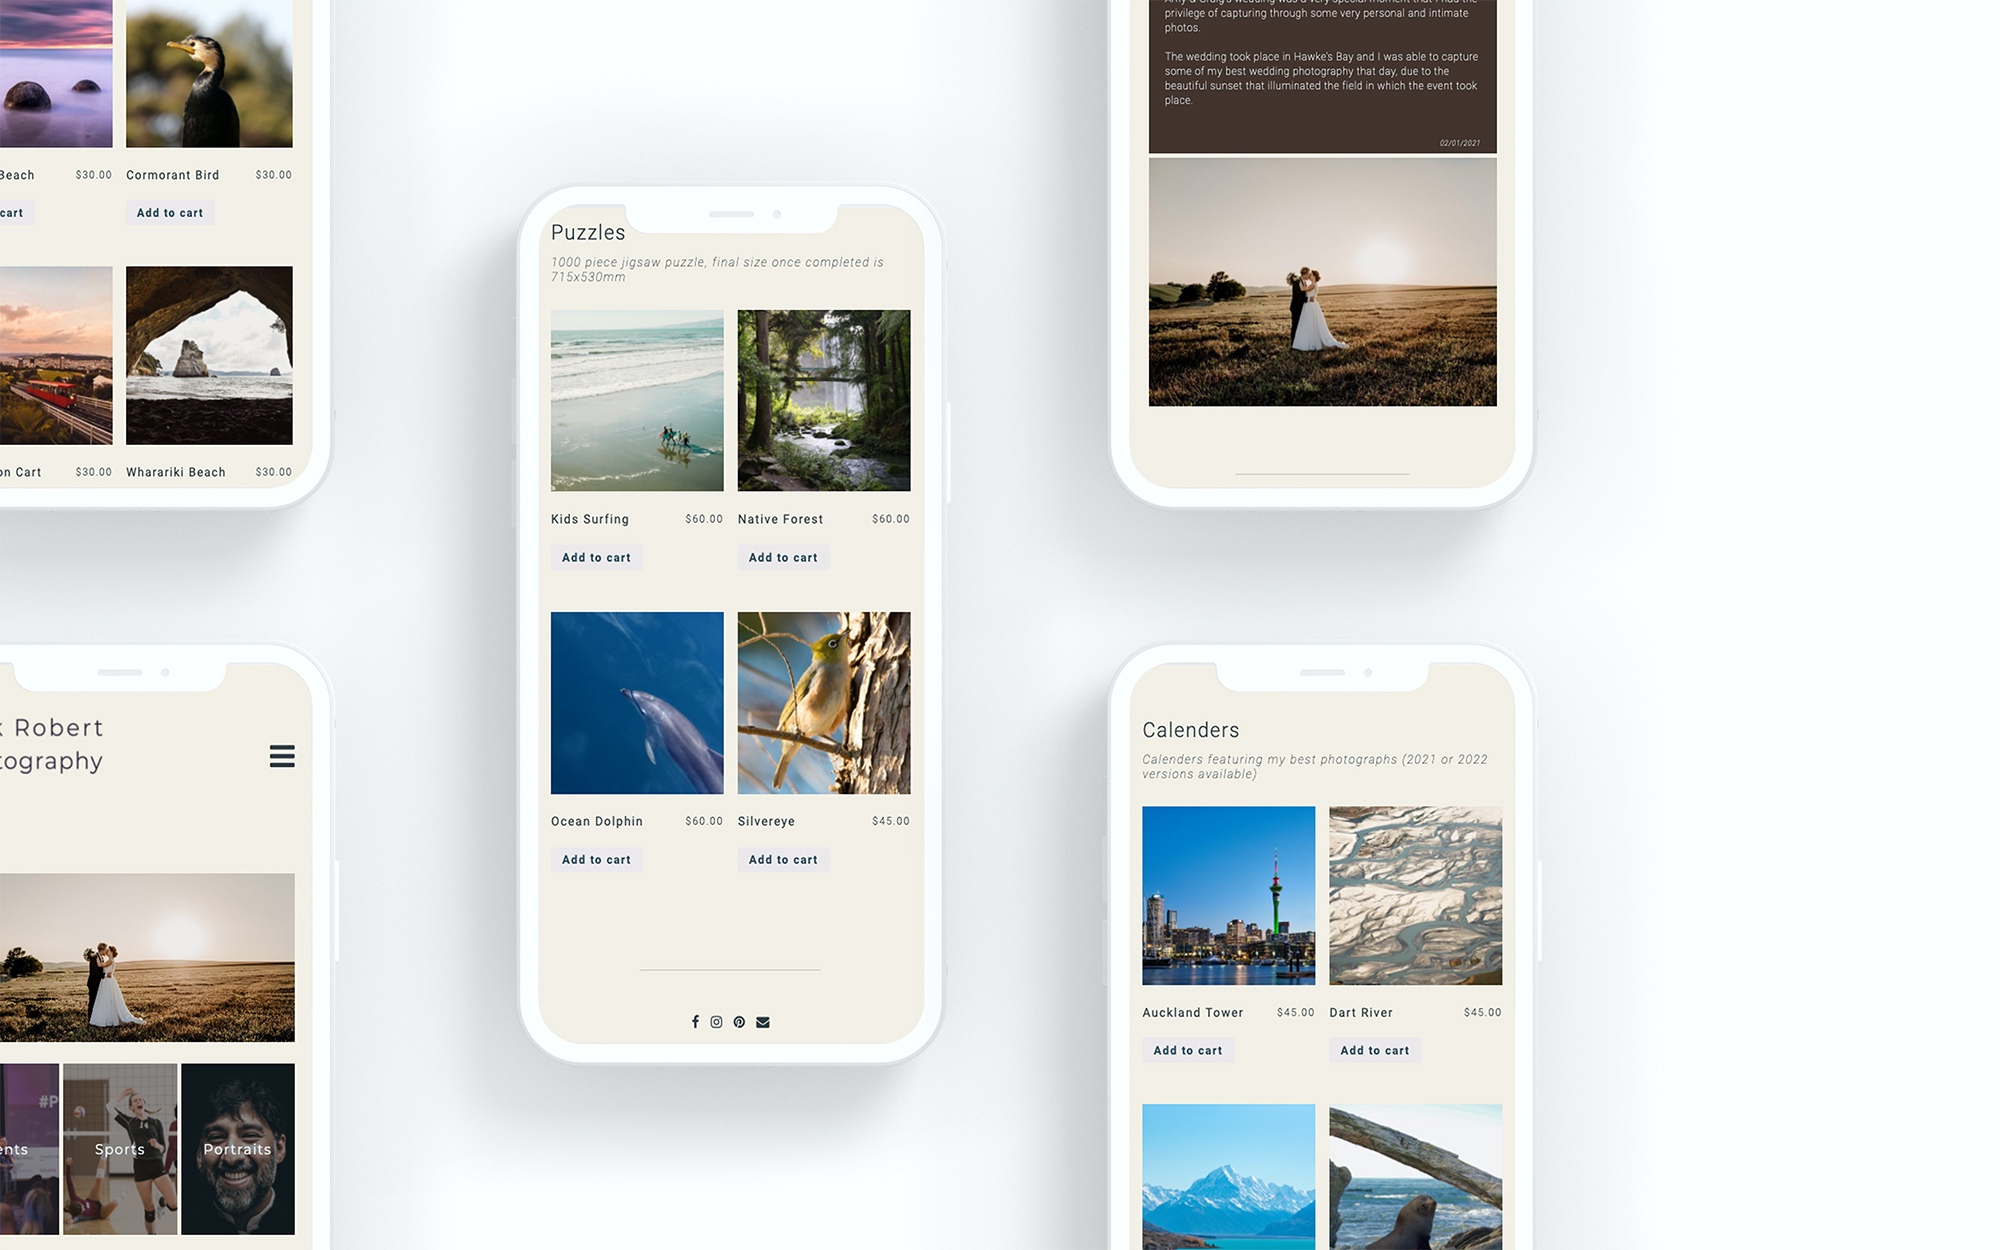 Beach $30.00
cart
Cormorant Bird $30.00
Add to cart
Cart $30.00
Wharariki Beach $30.00
Robert
#P
Sports
Portraits
Puzzles
1000 piece jigsaw puzzle, final size once completed is
715x530mm
Kids Surfing $60.00
Add to cart
Native Forest $60.00
Add to cart
Ocean Dolphin $60.00
Add to cart
Silvereye $45.00
Add to cart
privilege of capturing through some very personal and intimate
photos.
The wedding took place in Hawke's Bay and I was able to capture
some of my best wedding photography that day, due to the
beautiful sunset that illuminated the field in which the event took
place.
02/01/2021
Calenders
Calenders featuring my best photographs (2021 or 2022
versions available)
Auckland Tower $45.00
Add to cart
Dart River $45.00
Add to cart